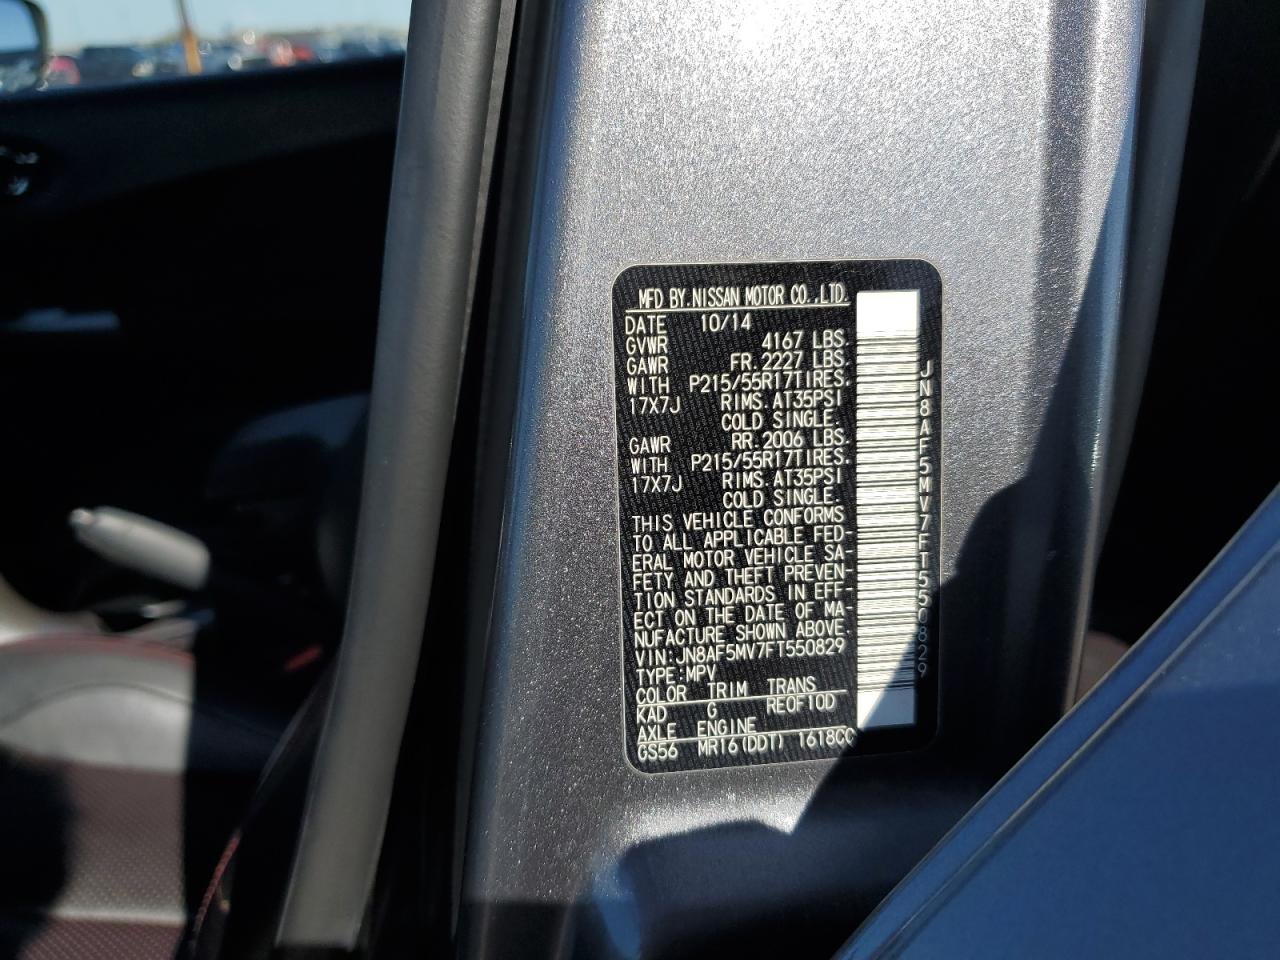 MFD BY.NISSAN MOTOR CO.,LTD.
DATE 10/14
GVWR 4167 LBS.
GAWR FR.2227 LBS.
WITH P215/55R17TIRES.
17X7J RIMS.AT35PSI
COLD SINGLE.
GAWR RR.2006 LBS.
WITH P215/55R17TIRES.
17X7J RIMS.AT35PSI
COLD SINGLE.
THIS VEHICLE CONFORMS
TO ALL APPLICABLE FED-
ERAL MOTOR VEHICLE SA-
FETY AND THEFT PREVEN-
TION STANDARDS IN EFF-
ECT ON THE DATE OF MA-
NUFACTURE SHOWN ABOVE.
VIN:JN8AF5MV7FT550829
TYPE:MPV
COLOR TRIM TRANS
KAD G RE0F10D
AXLE ENGINE
GS56 MR16(DDT) 1618CC
JN8AF5MV7FT550829